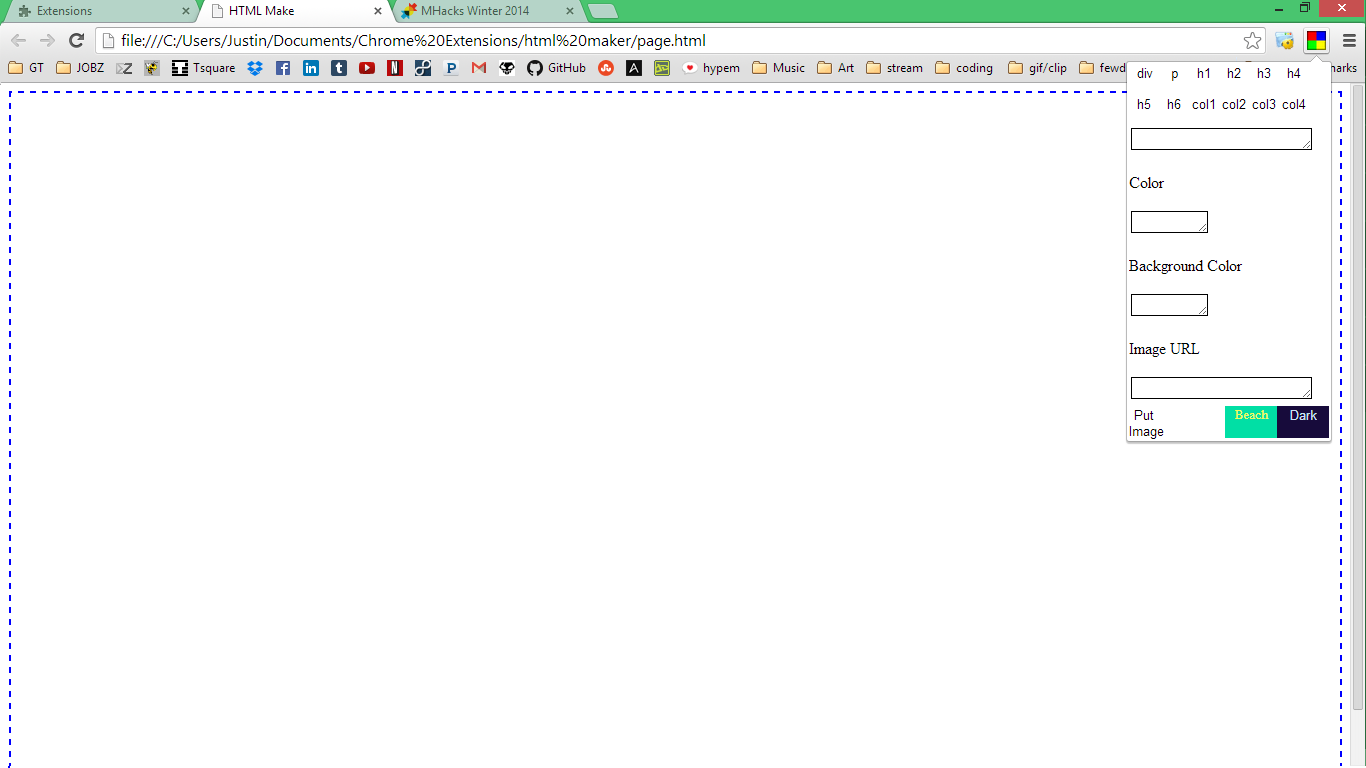 Extensions HTML Make MHacks Winter 2014
file:///C:/Users/Justin/Documents/Chrome%20Extensions/html%20maker/page.html
GT JOBZ Tsquare GitHub hypem Music Art stream coding gif/clip fewd marks
div p h1 h2 h3 h4
h5 h6 col1 col2 col3 col4
Color
Background Color
Image URL
Put Image Beach Dark